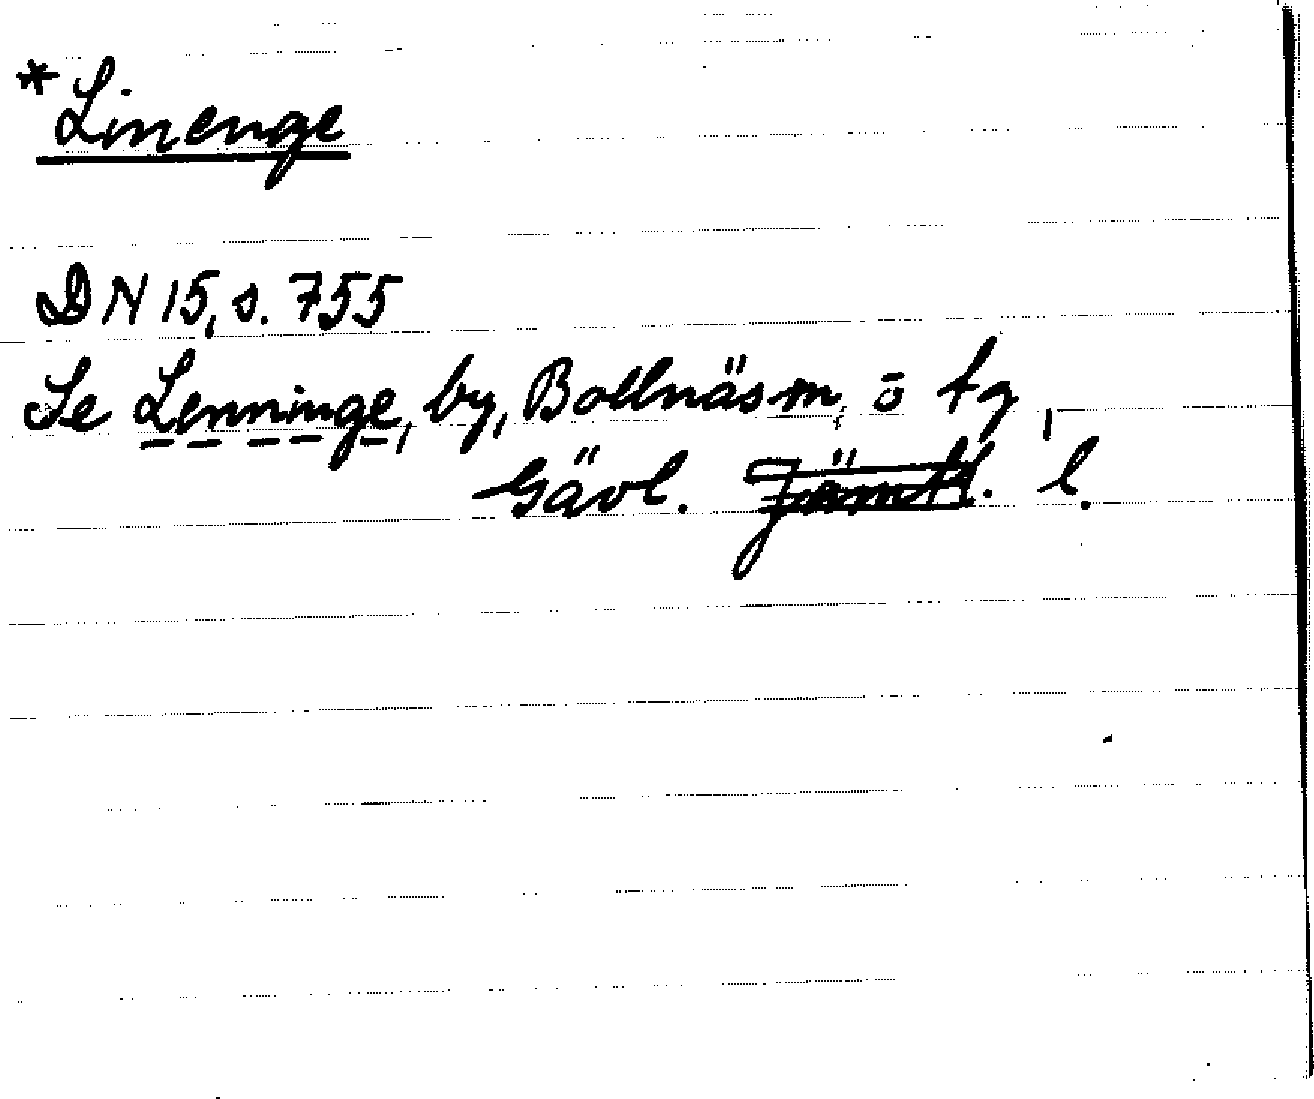 *Linenge
DN 15, s. 755
Se Lenninge, by, Bollnäs m. o tg,
Gävl. Jämtl. l.